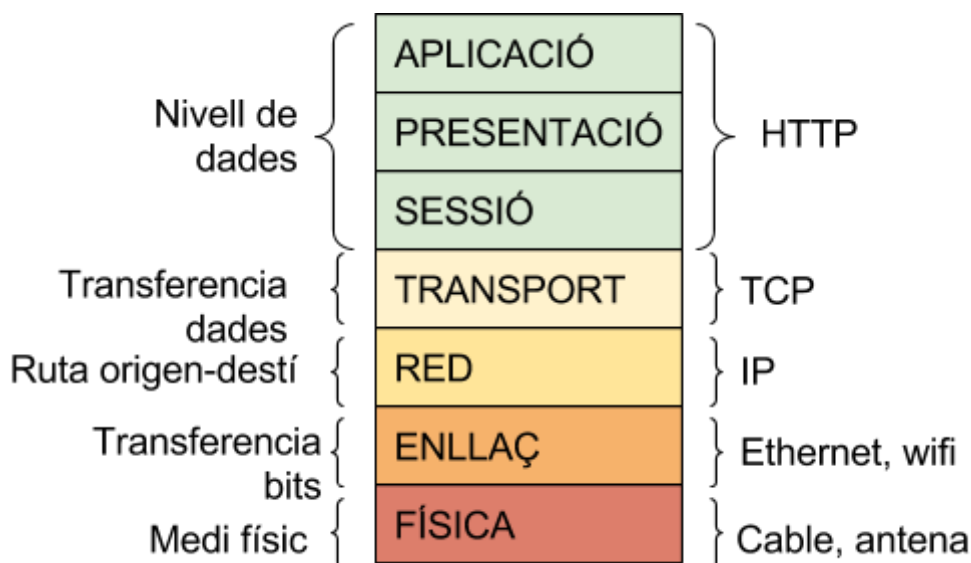 Nivell de
dades
APLICACIÓ
PRESENTACIÓ
SESSIÓ
HTTP
Transferencia
dades
TRANSPORT
TCP
Ruta origen-destí
RED
IP
Transferencia
bits
ENLLAÇ
Ethernet, wifi
Medi físic
FÍSICA
Cable, antena